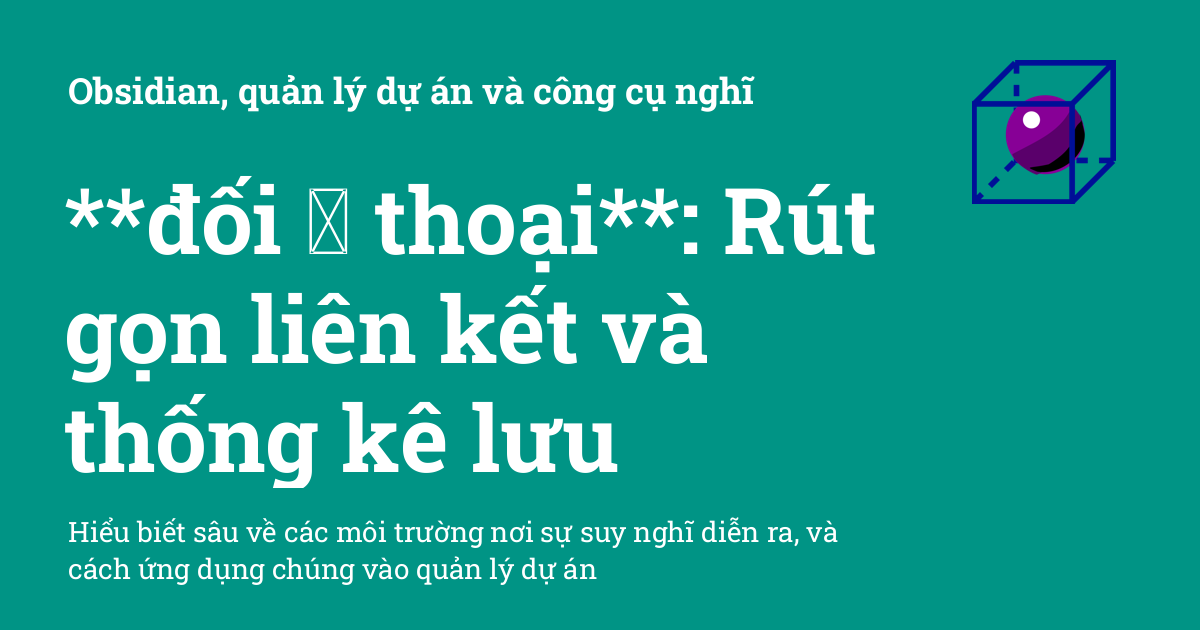 Obsidian, quản lý dự án và công cụ nghĩ
**đối thoại**: Rút
gọn liên kết và
thống kê lưu
Hiểu biết sâu về các môi trường nơi sự suy nghĩ diễn ra, và
cách ứng dụng chúng vào quản lý dự án